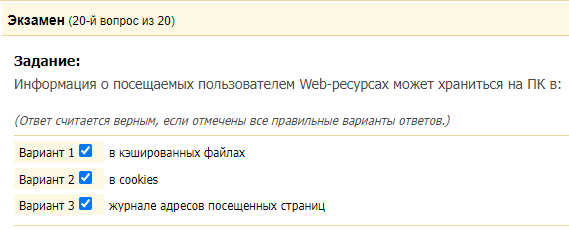 Экзамен (20-й вопрос из 20)
Задание:
Информация о посещаемых пользователем Web-ресурсах может храниться на ПК в:
(Ответ считается верным, если отмечены все правильные варианты ответов.)
Вариант 1 в кэшированных файлах
Вариант 2 в cookies
Вариант 3 журнале адресов посещенных страниц